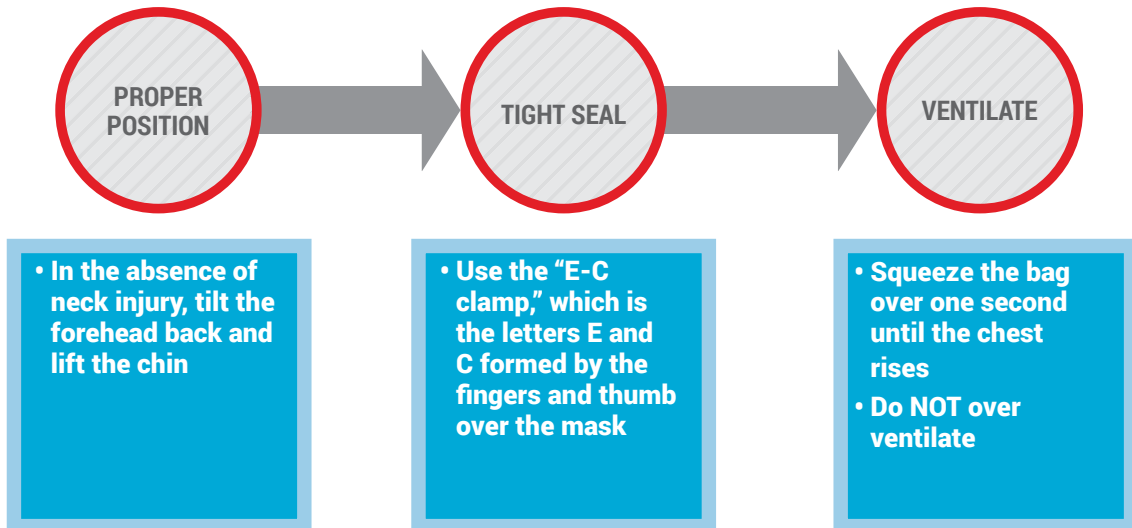 PROPER
POSITION
TIGHT SEAL
VENTILATE
• In the absence of
neck injury, tilt the
forehead back and
lift the chin
• Use the “E-C
clamp,” which is
the letters E and
C formed by the
fingers and thumb
over the mask
• Squeeze the bag
over one second
until the chest
rises
• Do NOT over
ventilate